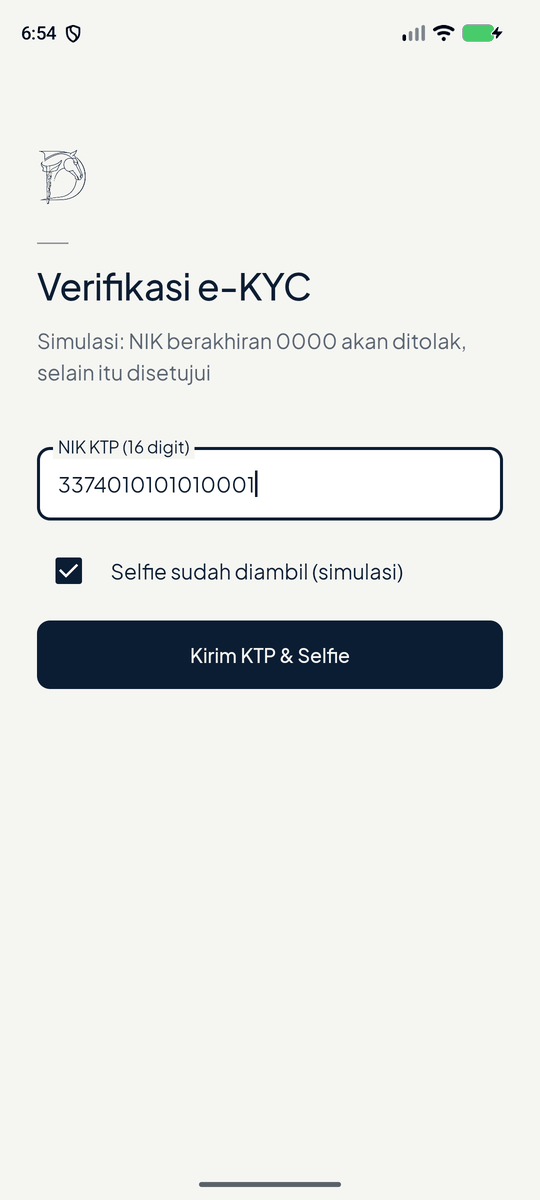 6:54
Verifikasi e-KYC
Simulasi: NIK berakhiran 0000 akan ditolak,
selain itu disetujui
NIK KTP (16 digit)
3374010101010001
Selfie sudah diambil (simulasi)
Kirim KTP & Selfie